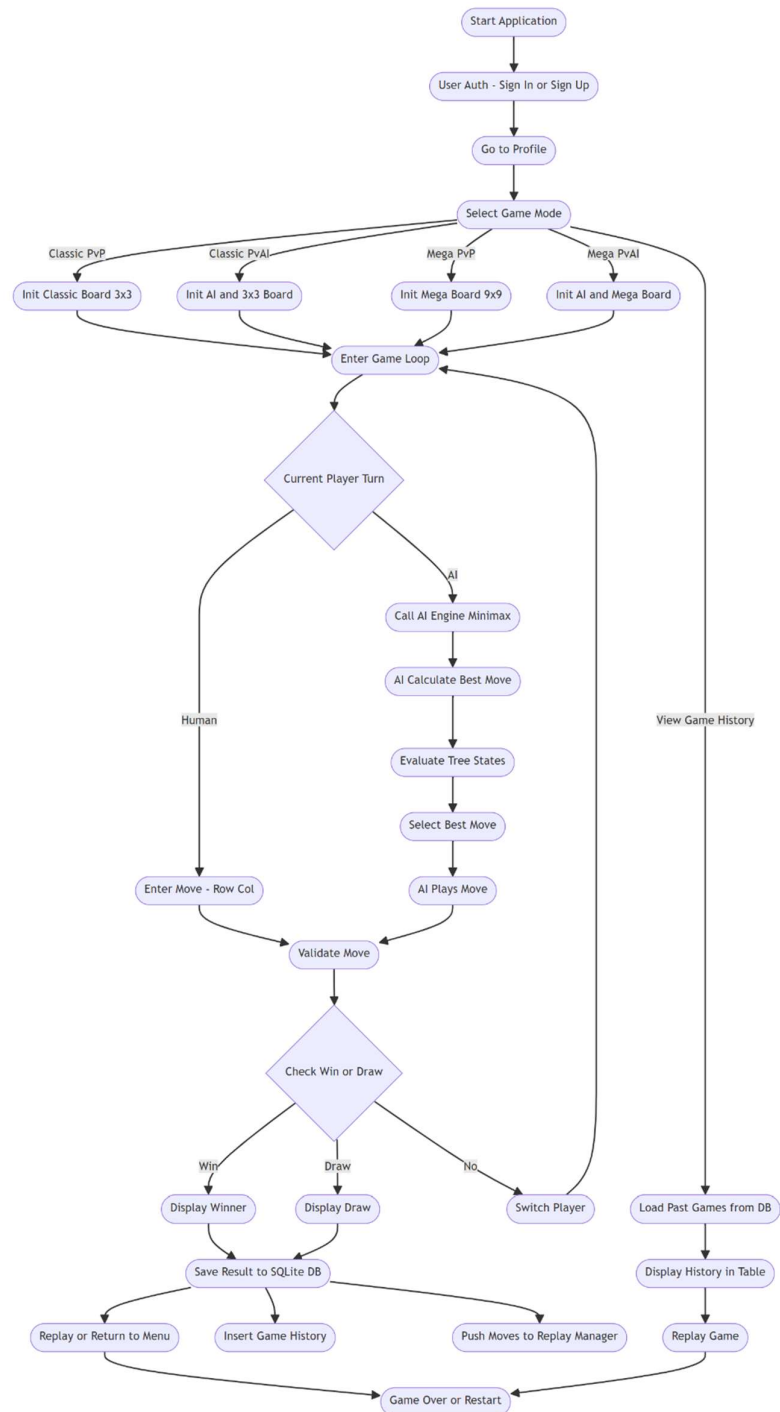 Start Application
User Auth - Sign In or Sign Up
Go to Profile
Select Game Mode
Classic PvP
Classic PvAI
Mega PvP
Mega PvAI
Init Classic Board 3x3
Init AI and 3x3 Board
Init Mega Board 9x9
Init AI and Mega Board
Enter Game Loop
Current Player Turn
AI
Call AI Engine Minimax
AI Calculate Best Move
Human
View Game History
Evaluate Tree States
Select Best Move
Enter Move - Row Col
AI Plays Move
Validate Move
Check Win or Draw
Win
Draw
No
Display Winner
Display Draw
Switch Player
Load Past Games from DB
Save Result to SQLite DB
Display History in Table
Replay or Return to Menu
Insert Game History
Push Moves to Replay Manager
Replay Game
Game Over or Restart